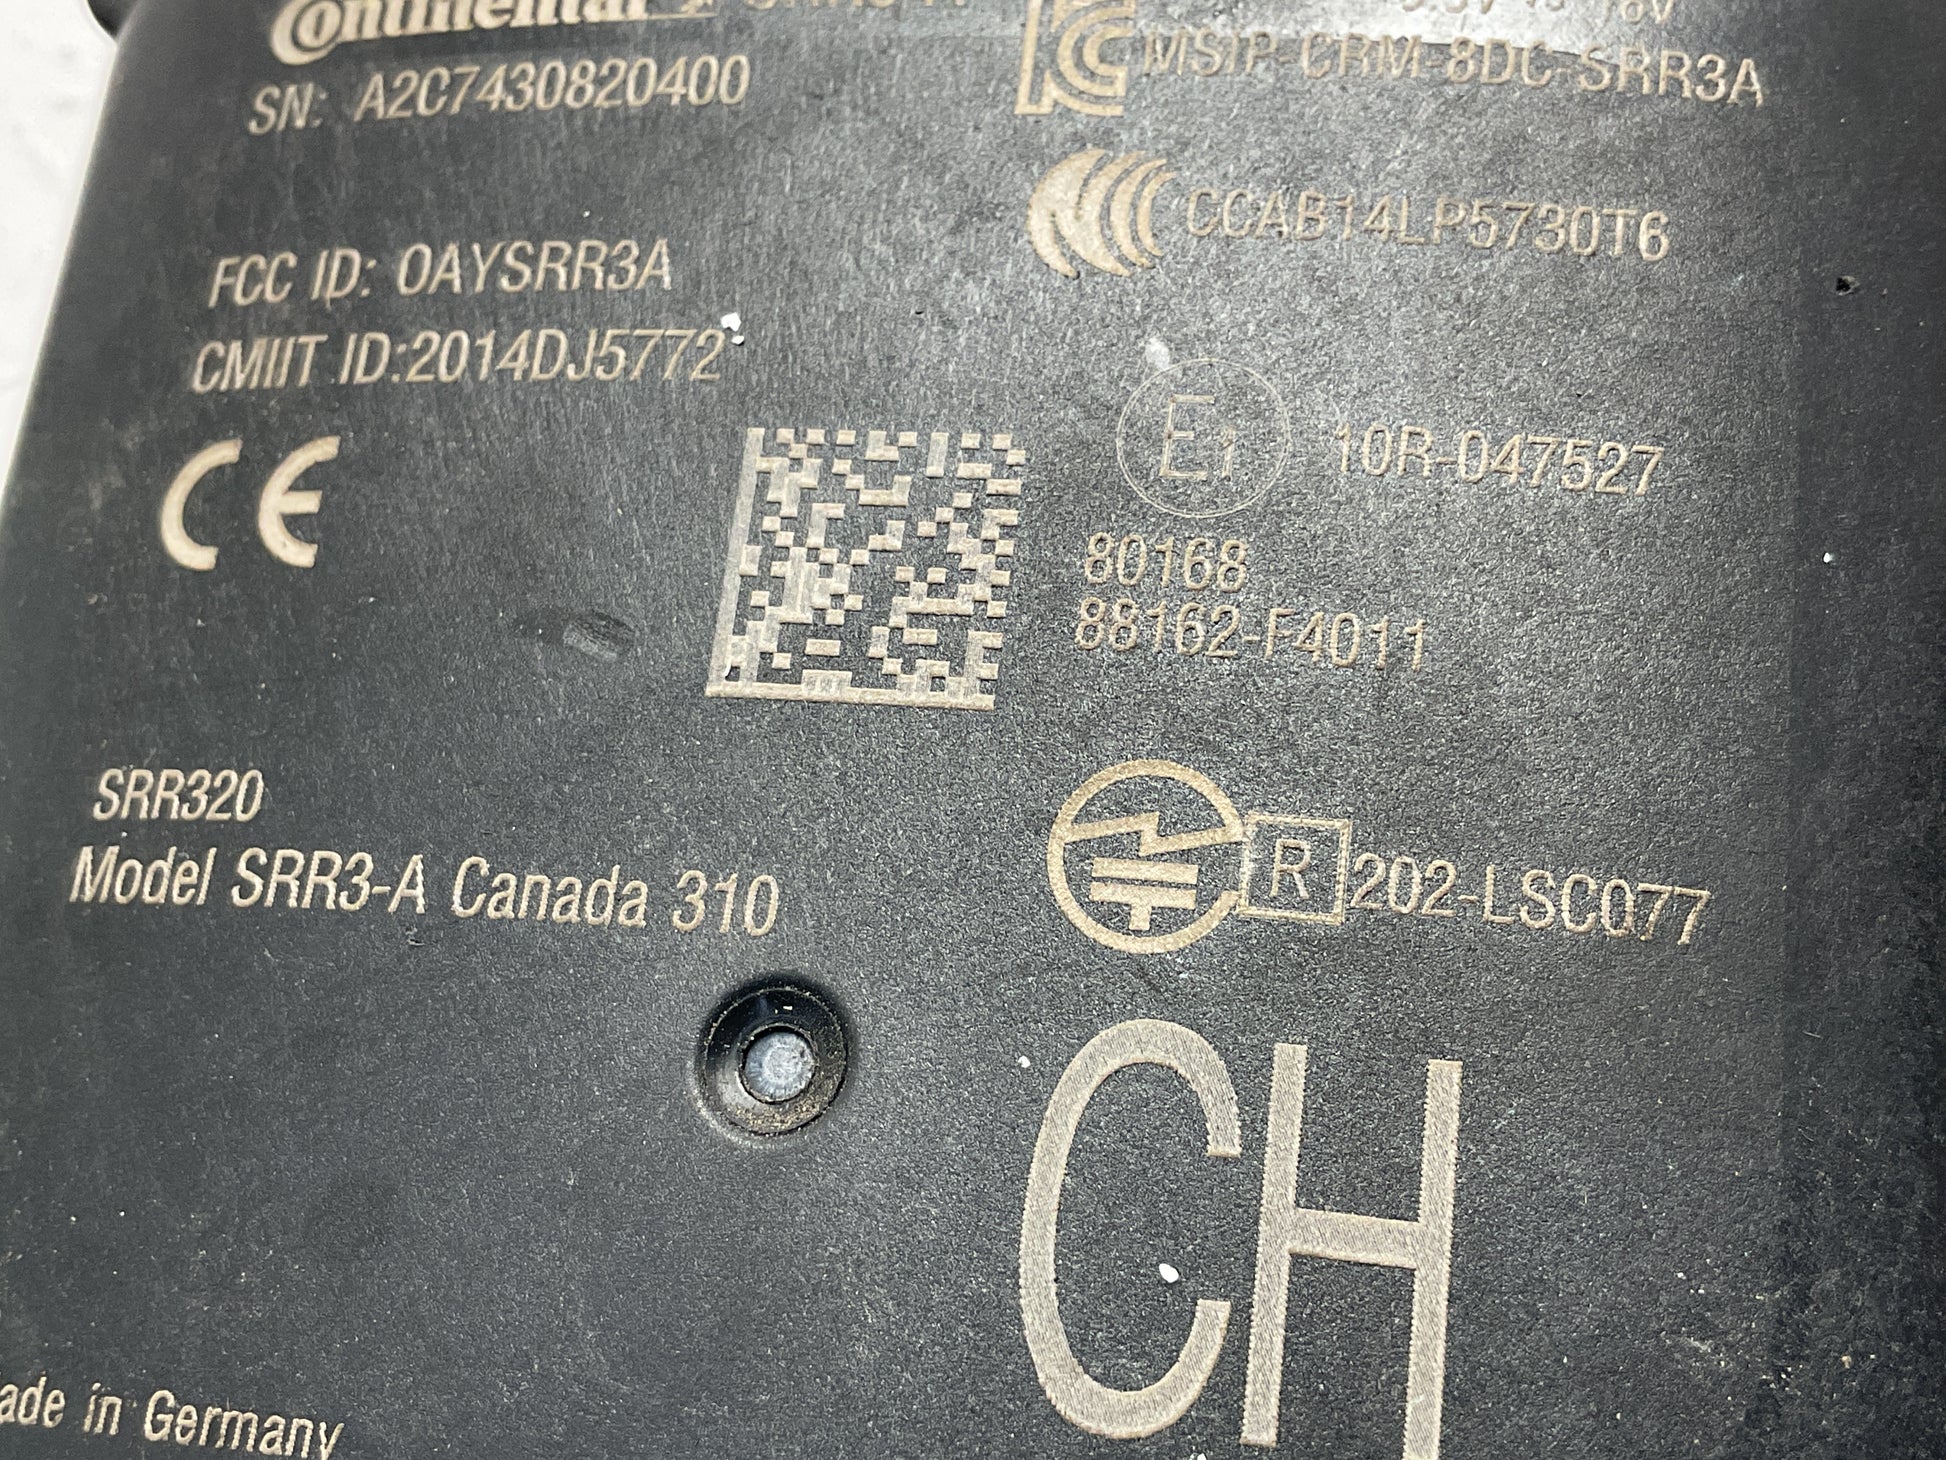 Continental
SN: A2C7430820400
MSIP-CRM-8DC-SRR3A
CCAB14LP5730T6
FCC ID: OAYSRR3A
CMIIT ID:2014DJ5772
CE
E1 10R-047527
80168
88162-F4011
SRR320
Model SRR3-A Canada 310
R 202-LSC077
CH
ade in Germany